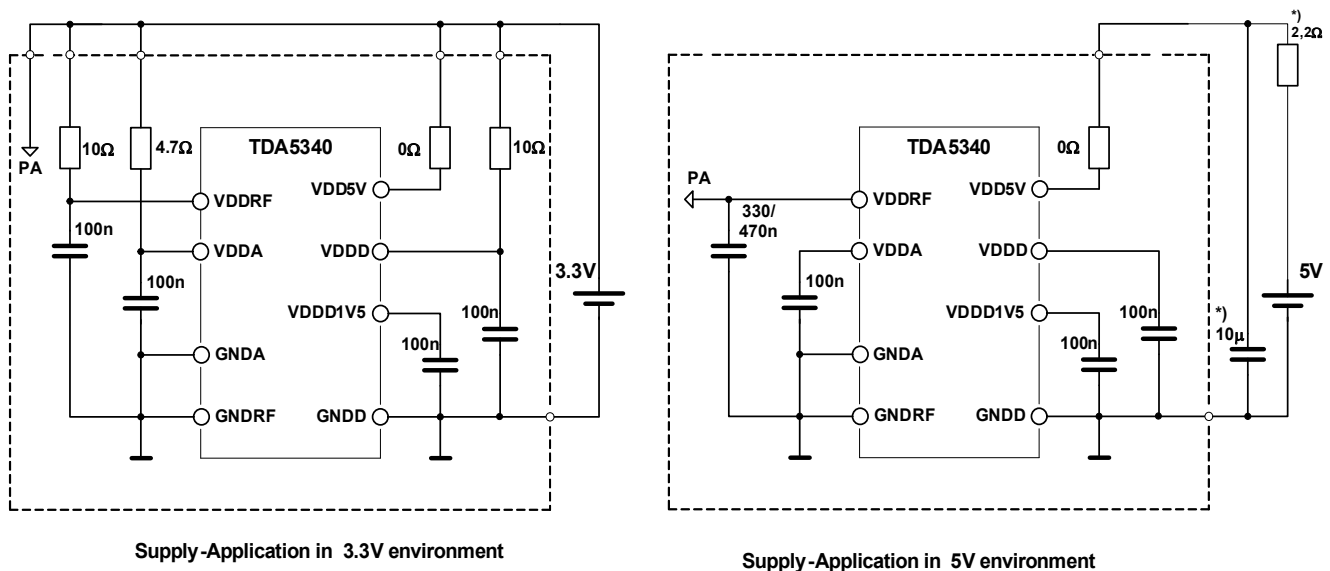 PA
10Ω
4.7Ω
TDA5340
0Ω
10Ω
VDD5V
VDDRF
100n
VDDA
VDDD
100n
VDDD1V5
100n
100n
3.3V
GNDA
GNDRF
GNDD
Supply-Application in 3.3V environment
*)
2,2Ω
TDA5340
0Ω
PA
VDD5V
VDDRF
330/
470n
VDDA
VDDD
100n
VDDD1V5
100n
100n
*)
10µ
5V
GNDA
GNDRF
GNDD
Supply-Application in 5V environment